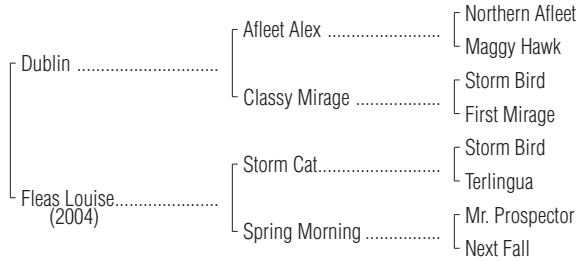 Northern Afleet
Afleet Alex ......................
Maggy Hawk
Dublin ...........................
Storm Bird
Classy Mirage .................
First Mirage
Storm Bird
Storm Cat........................
Terlingua
Fleas Louise....................
(2004)
Mr. Prospector
Spring Morning ...............
Next Fall